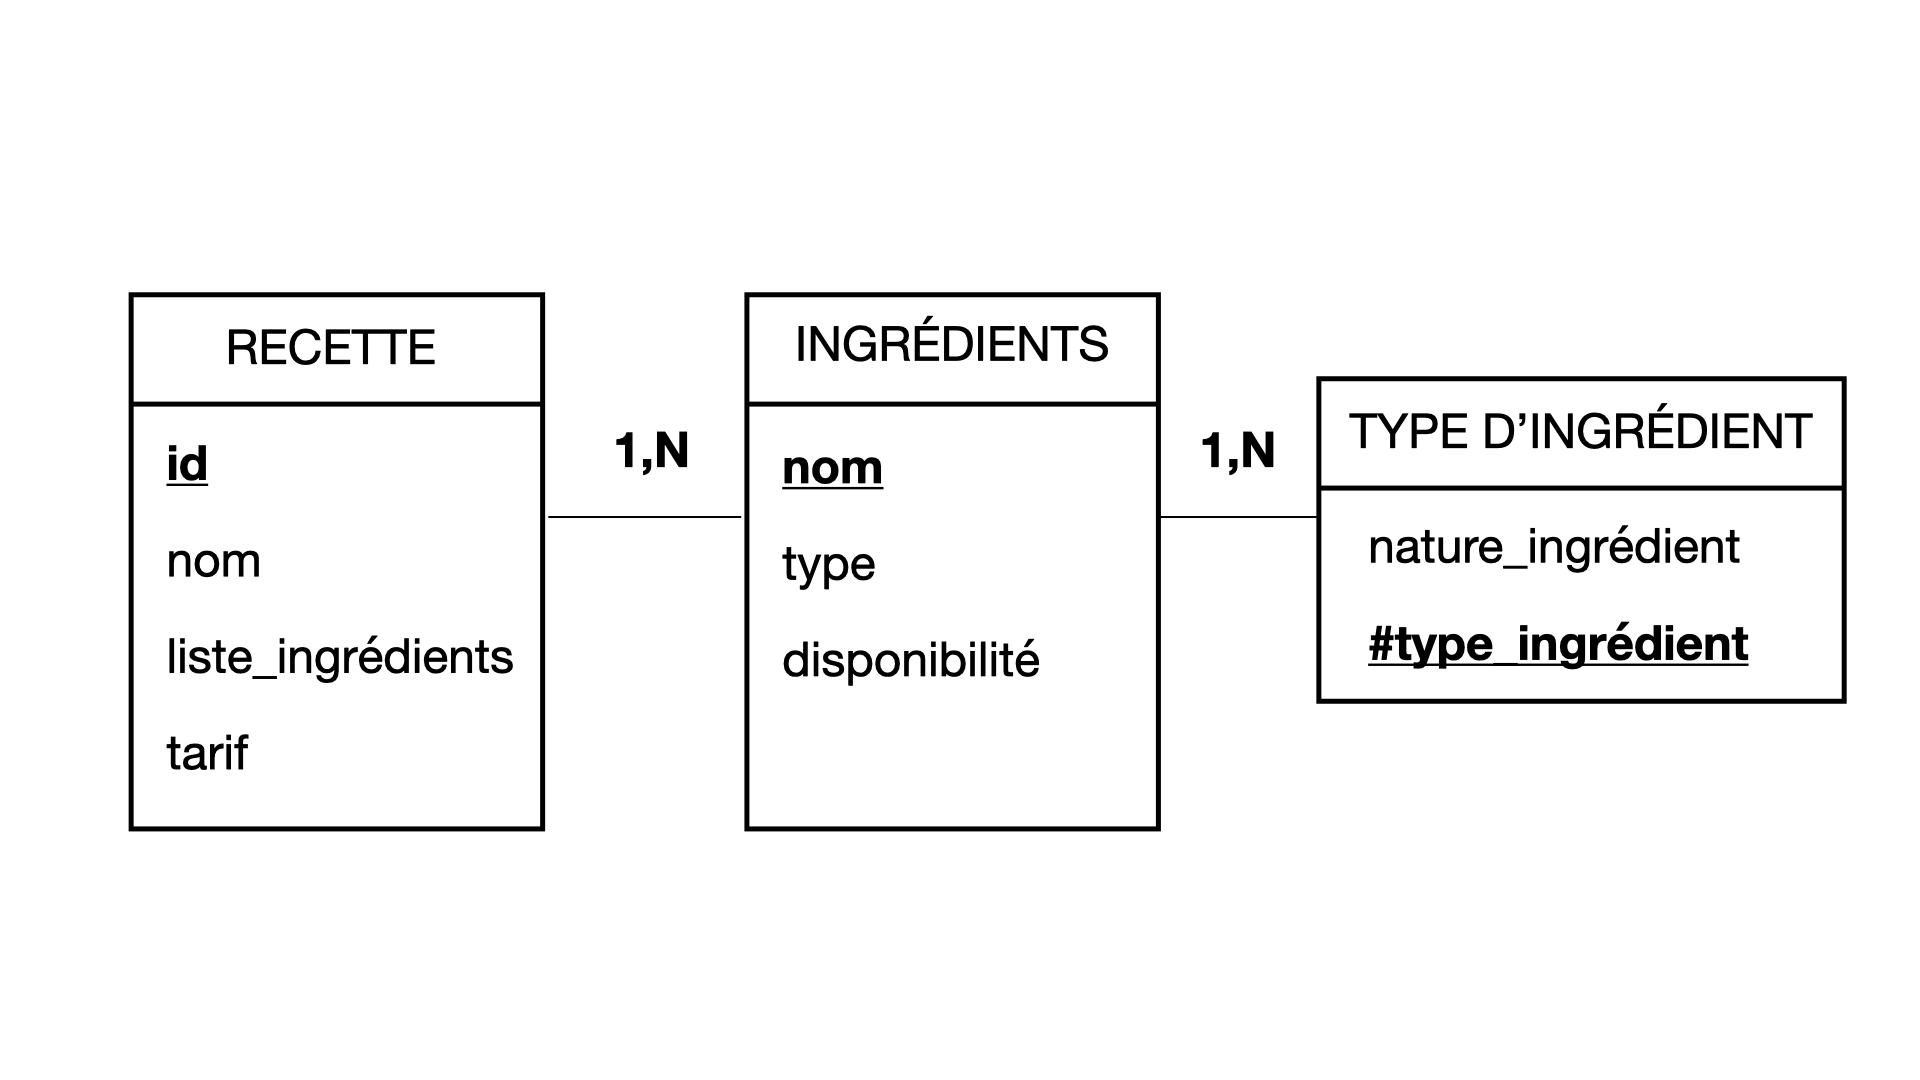 RECETTE
id
nom
liste_ingrédients
tarif
1,N
INGRÉDIENTS
nom
type
disponibilité
1,N
TYPE D’INGRÉDIENT
nature_ingrédient
#type_ingrédient